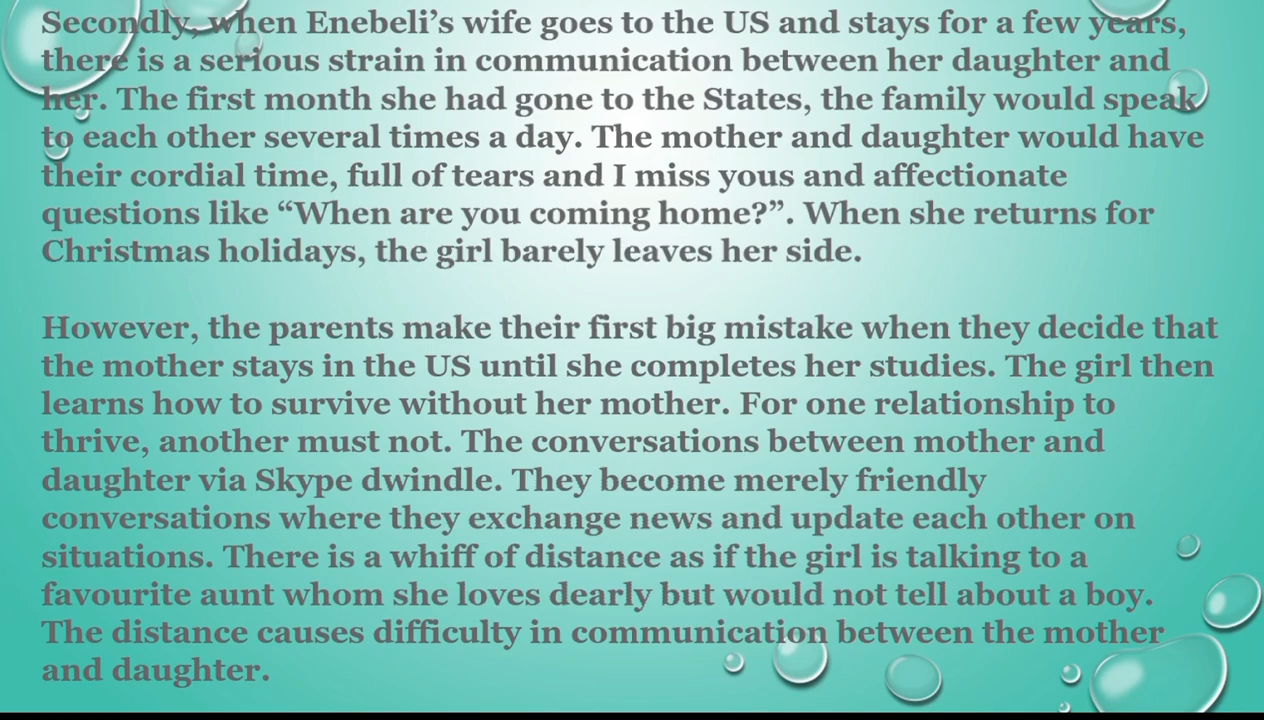 Secondly, when Enebeli’s wife goes to the US and stays for a few years,
there is a serious strain in communication between her daughter and
her. The first month she had gone to the States, the family would speak
to each other several times a day. The mother and daughter would have
their cordial time, full of tears and I miss yous and affectionate
questions like “When are you coming home?”. When she returns for
Christmas holidays, the girl barely leaves her side.
However, the parents make their first big mistake when they decide that
the mother stays in the US until she completes her studies. The girl then
learns how to survive without her mother. For one relationship to
thrive, another must not. The conversations between mother and
daughter via Skype dwindle. They become merely friendly
conversations where they exchange news and update each other on
situations. There is a whiff of distance as if the girl is talking to a
favourite aunt whom she loves dearly but would not tell about a boy.
The distance causes difficulty in communication between the mother
and daughter.